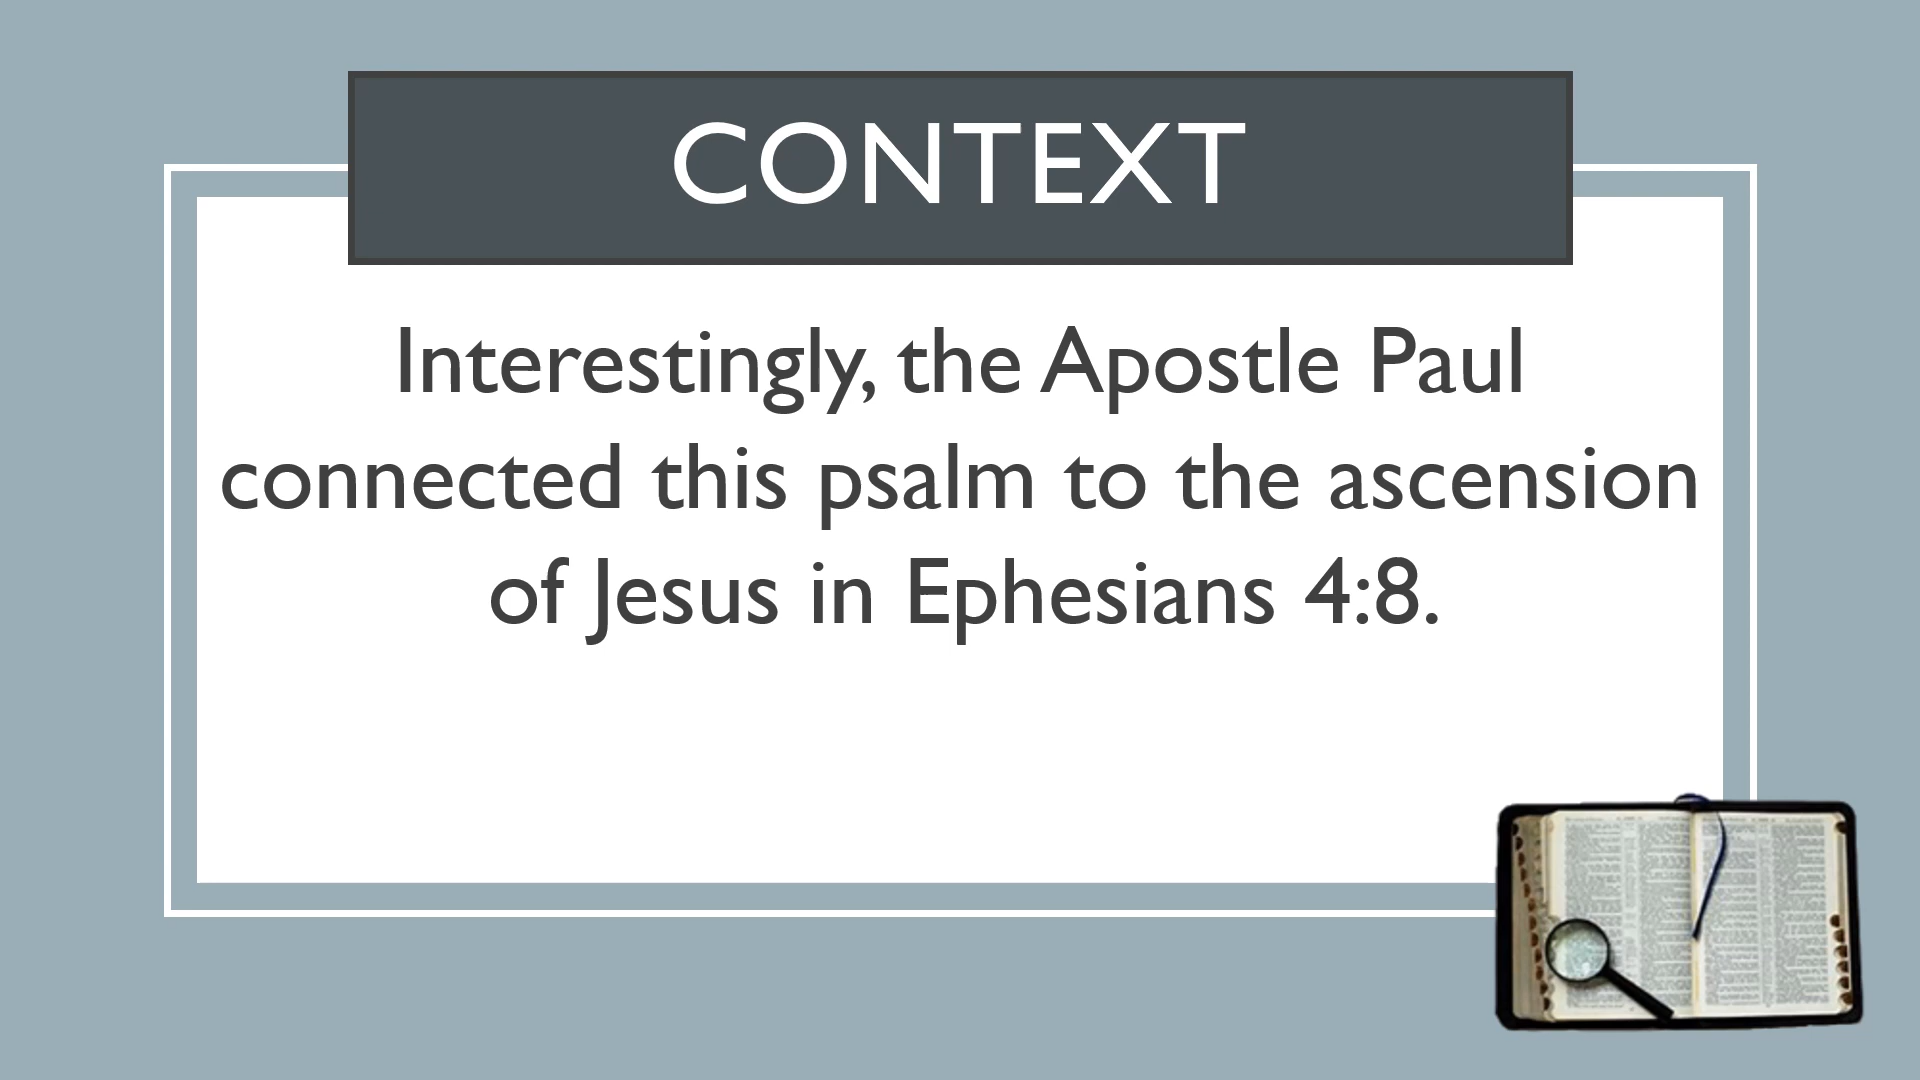 CONTEXT
Interestingly, the Apostle Paul
connected this psalm to the ascension
of Jesus in Ephesians 4:8.